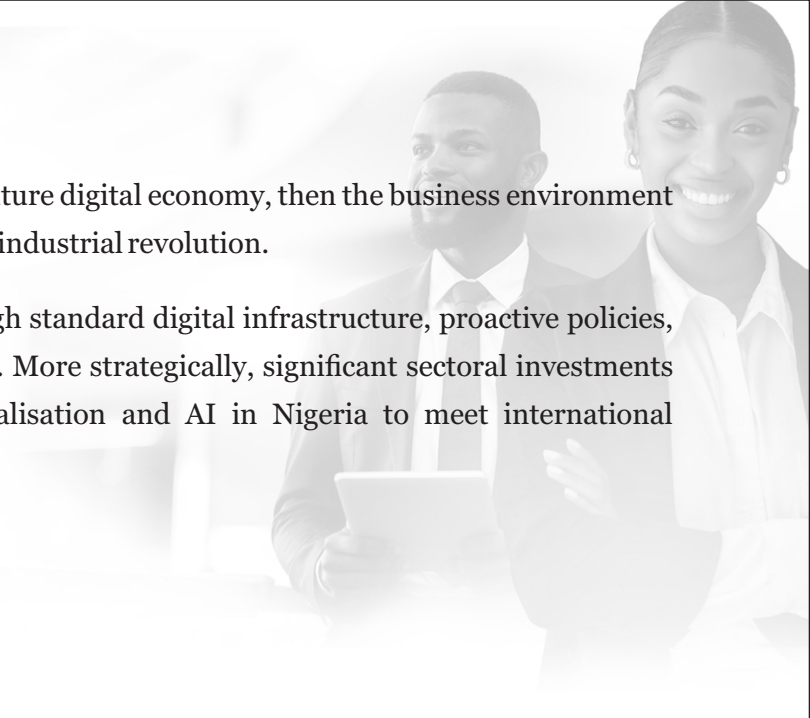 ture digital economy, then the business environment
industrial revolution.
gh standard digital infrastructure, proactive policies,
. More strategically, significant sectoral investments
alisation and AI in Nigeria to meet international